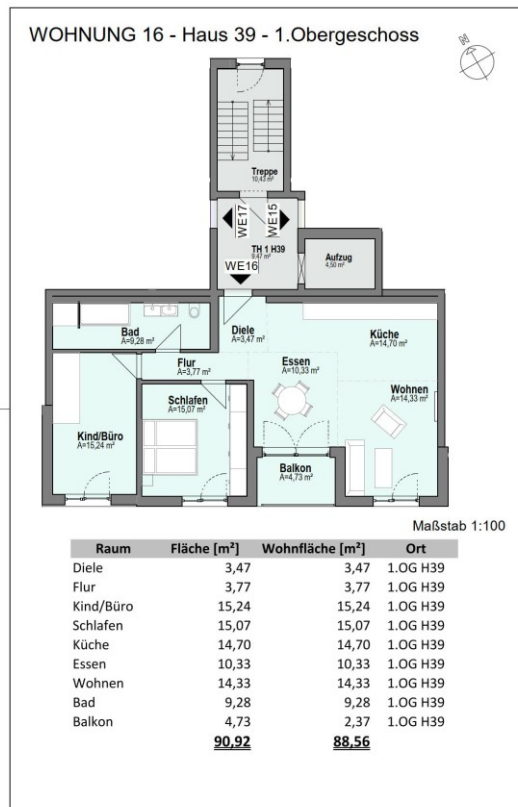 WOHNUNG 16 - Haus 39 - 1.Obergeschoss
N
Treppe
10,43 m²
WE17
WE15
TH 1 H39
9,47 m²
WE16
Aufzug
4,50 m²
Bad
A=9,28 m²
Diele
A=3,47 m²
Küche
A=14,70 m²
Flur
A=3,77 m²
Essen
A=10,33 m²
Schlafen
A=15,07 m²
Wohnen
A=14,33 m²
Kind/Büro
A=15,24 m²
Balkon
A=4,73 m²
Maßstab 1:100
Raum Fläche [m²] Wohnfläche [m²] Ort
Diele 3,47 3,47 1.OG H39
Flur 3,77 3,77 1.OG H39
Kind/Büro 15,24 15,24 1.OG H39
Schlafen 15,07 15,07 1.OG H39
Küche 14,70 14,70 1.OG H39
Essen 10,33 10,33 1.OG H39
Wohnen 14,33 14,33 1.OG H39
Bad 9,28 9,28 1.OG H39
Balkon 4,73 2,37 1.OG H39
90,92 88,56